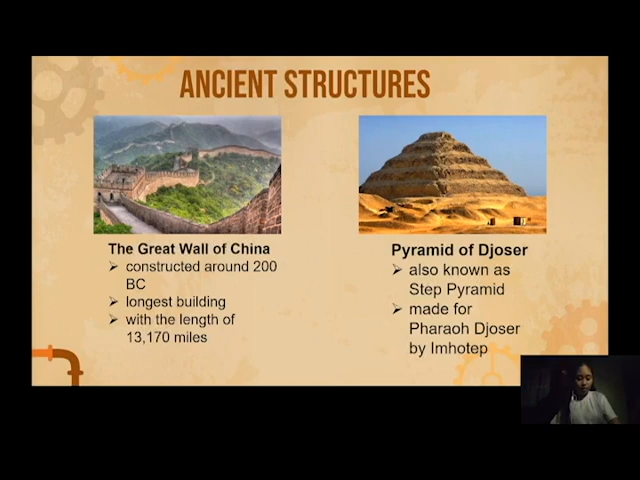 ANCIENT STRUCTURES
The Great Wall of China
➢ constructed around 200
BC
➢ longest building
➢ with the length of
13,170 miles
Pyramid of Djoser
➢ also known as
Step Pyramid
➢ made for
Pharaoh Djoser
by Imhotep